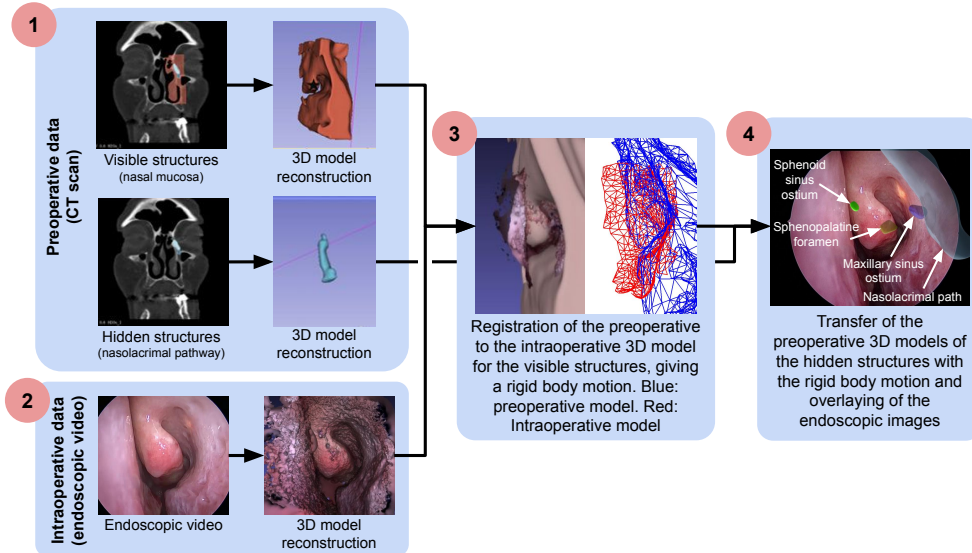 1
Preoperative data
(CT scan)
Visible structures
(nasal mucosa)
3D model
reconstruction
Hidden structures
(nasolacrimal pathway)
3D model
reconstruction
2
Intraoperative data
(endoscopic video)
Endoscopic video
3D model
reconstruction
3
Registration of the preoperative
to the intraoperative 3D model
for the visible structures, giving
a rigid body motion. Blue:
preoperative model. Red:
Intraoperative model
4
Sphenoid
sinus
ostium
Sphenopalatine
foramen
Maxillary sinus
ostium
Nasolacrimal path
Transfer of the
preoperative 3D models of
the hidden structures with
the rigid body motion and
overlaying of the
endoscopic images